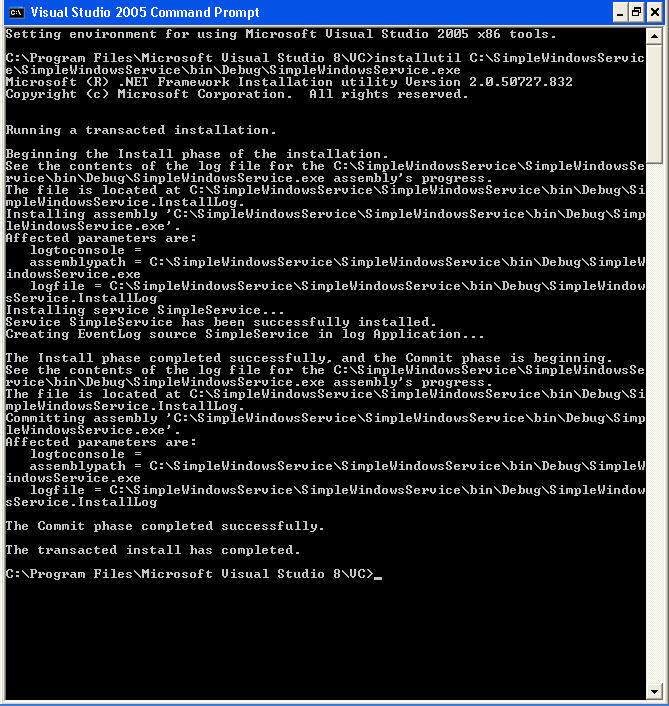 Visual Studio 2005 Command Prompt
Setting environment for using Microsoft Visual Studio 2005 x86 tools.
C:\Program Files\Microsoft Visual Studio 8\VC>installutil C:\SimpleWindowsServic
e\SimpleWindowsService\bin\Debug\SimpleWindowsService.exe
Microsoft (R) .NET Framework Installation utility Version 2.0.50727.832
Copyright (c) Microsoft Corporation.  All rights reserved.
Running a transacted installation.
Beginning the Install phase of the installation.
See the contents of the log file for the C:\SimpleWindowsService\SimpleWindowsSe
rvice\bin\Debug\SimpleWindowsService.exe assembly's progress.
The file is located at C:\SimpleWindowsService\SimpleWindowsService\bin\Debug\Si
mpleWindowsService.InstallLog.
Installing assembly 'C:\SimpleWindowsService\SimpleWindowsService\bin\Debug\Simp
leWindowsService.exe'.
Affected parameters are:
   logtoconsole =
   assemblypath = C:\SimpleWindowsService\SimpleWindowsService\bin\Debug\SimpleW
indowsService.exe
   logfile = C:\SimpleWindowsService\SimpleWindowsService\bin\Debug\SimpleWindow
sService.InstallLog
Installing service SimpleService...
Service SimpleService has been successfully installed.
Creating EventLog source SimpleService in log Application...
The Install phase completed successfully, and the Commit phase is beginning.
See the contents of the log file for the C:\SimpleWindowsService\SimpleWindowsSe
rvice\bin\Debug\SimpleWindowsService.exe assembly's progress.
The file is located at C:\SimpleWindowsService\SimpleWindowsService\bin\Debug\Si
mpleWindowsService.InstallLog.
Committing assembly 'C:\SimpleWindowsService\SimpleWindowsService\bin\Debug\Simp
leWindowsService.exe'.
Affected parameters are:
   logtoconsole =
   assemblypath = C:\SimpleWindowsService\SimpleWindowsService\bin\Debug\SimpleW
indowsService.exe
   logfile = C:\SimpleWindowsService\SimpleWindowsService\bin\Debug\SimpleWindow
sService.InstallLog
The Commit phase completed successfully.
The transacted install has completed.
C:\Program Files\Microsoft Visual Studio 8\VC>_